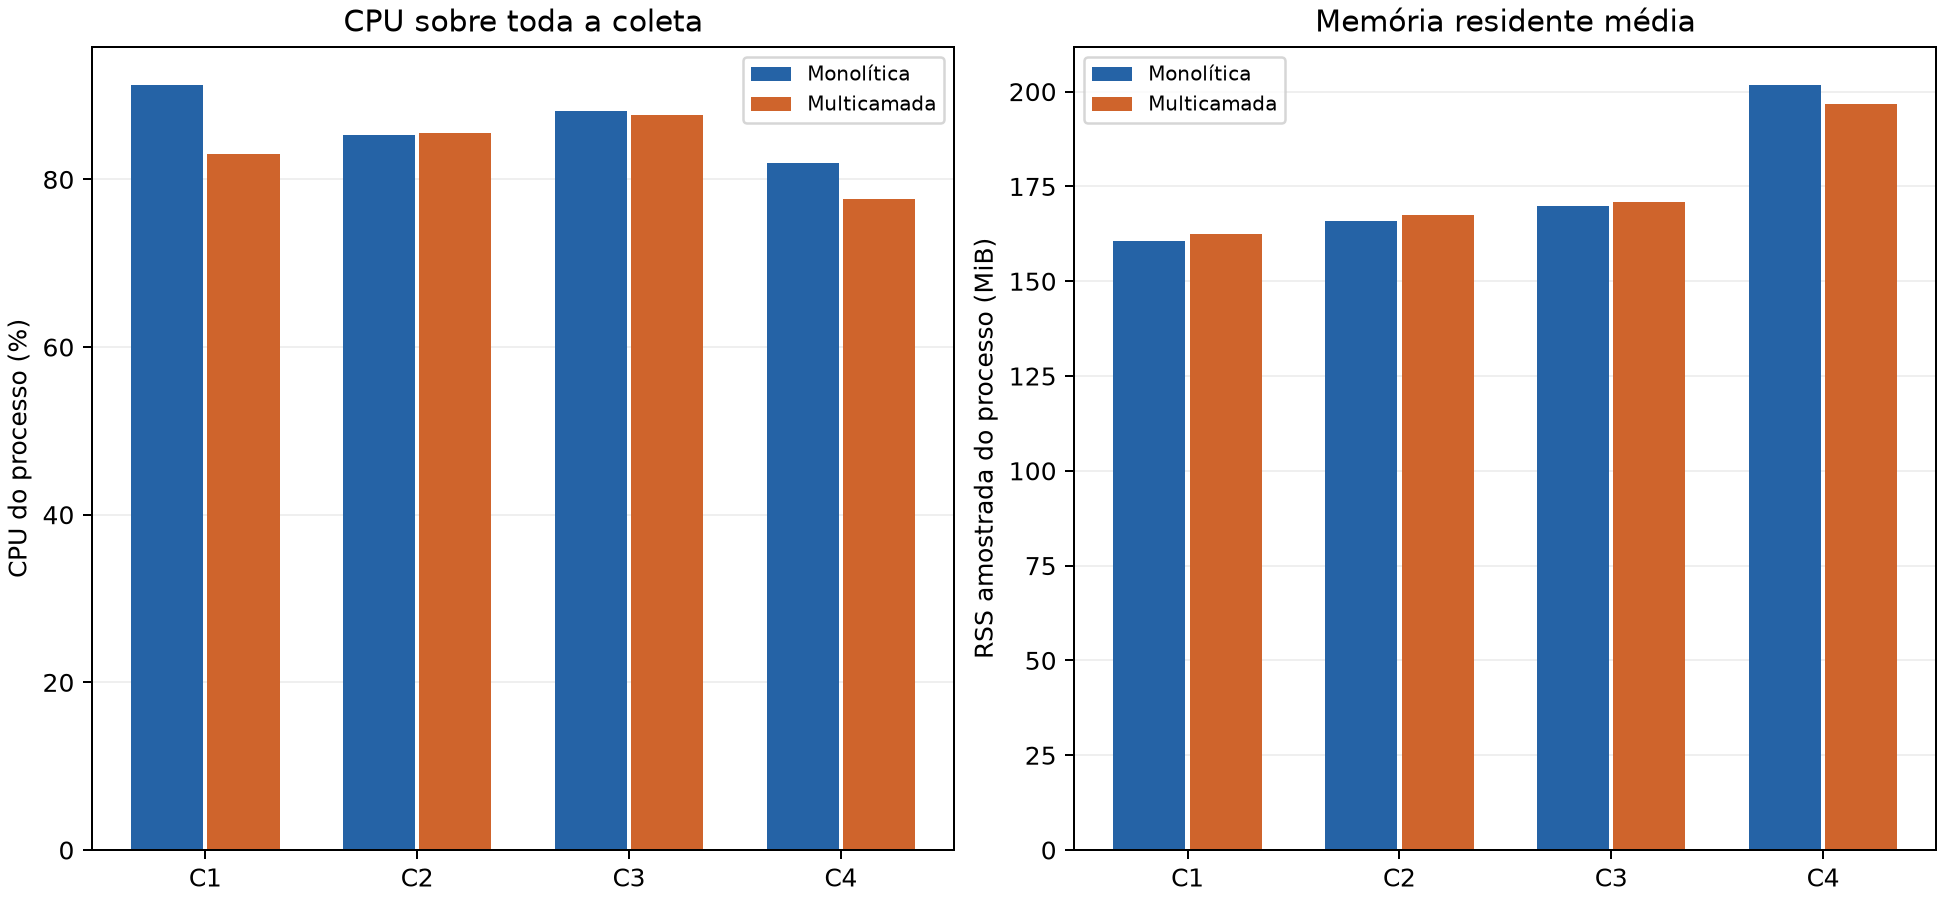 CPU sobre toda a coleta
CPU do processo (%)
80
60
40
20
0
C1
C2
C3
C4
Monolítica
Multicamada
Memória residente média
RSS amostrada do processo (MiB)
200
175
150
125
100
75
50
25
0
C1
C2
C3
C4
Monolítica
Multicamada